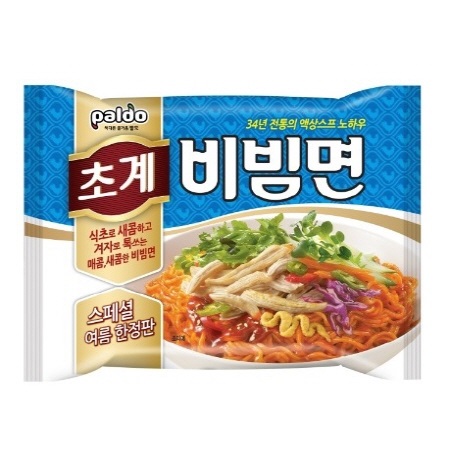 paldo
34년 전통의 액상스프 노하우
초계
비빔면
식초로 새콤하고
겨자로 톡쏘는
매콤,새콤한 비빔면
스페셜
여름 한정판